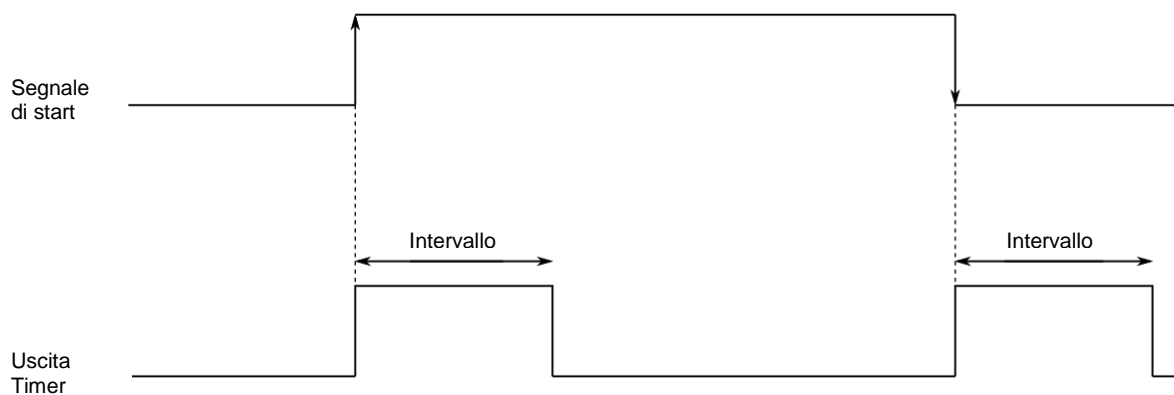 Segnale
di start
Intervallo
Intervallo
Uscita
Timer